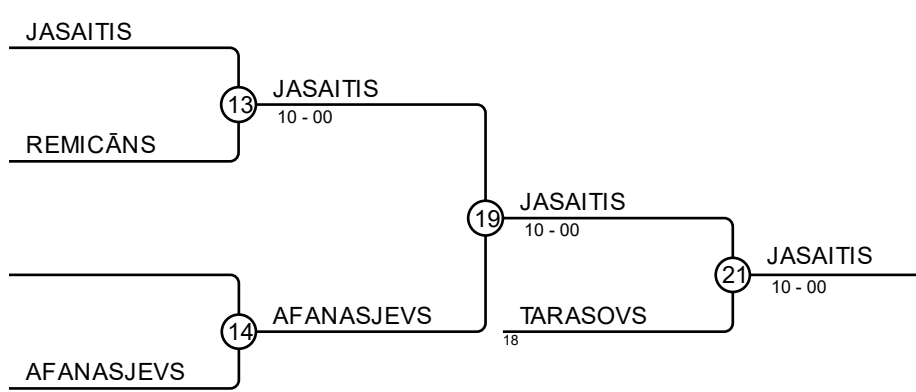 JASAITIS
13
JASAITIS
10 - 00
REMICĀNS
19
JASAITIS
10 - 00
21
JASAITIS
10 - 00
14
AFANASJEVS
TARASOVS
18
AFANASJEVS